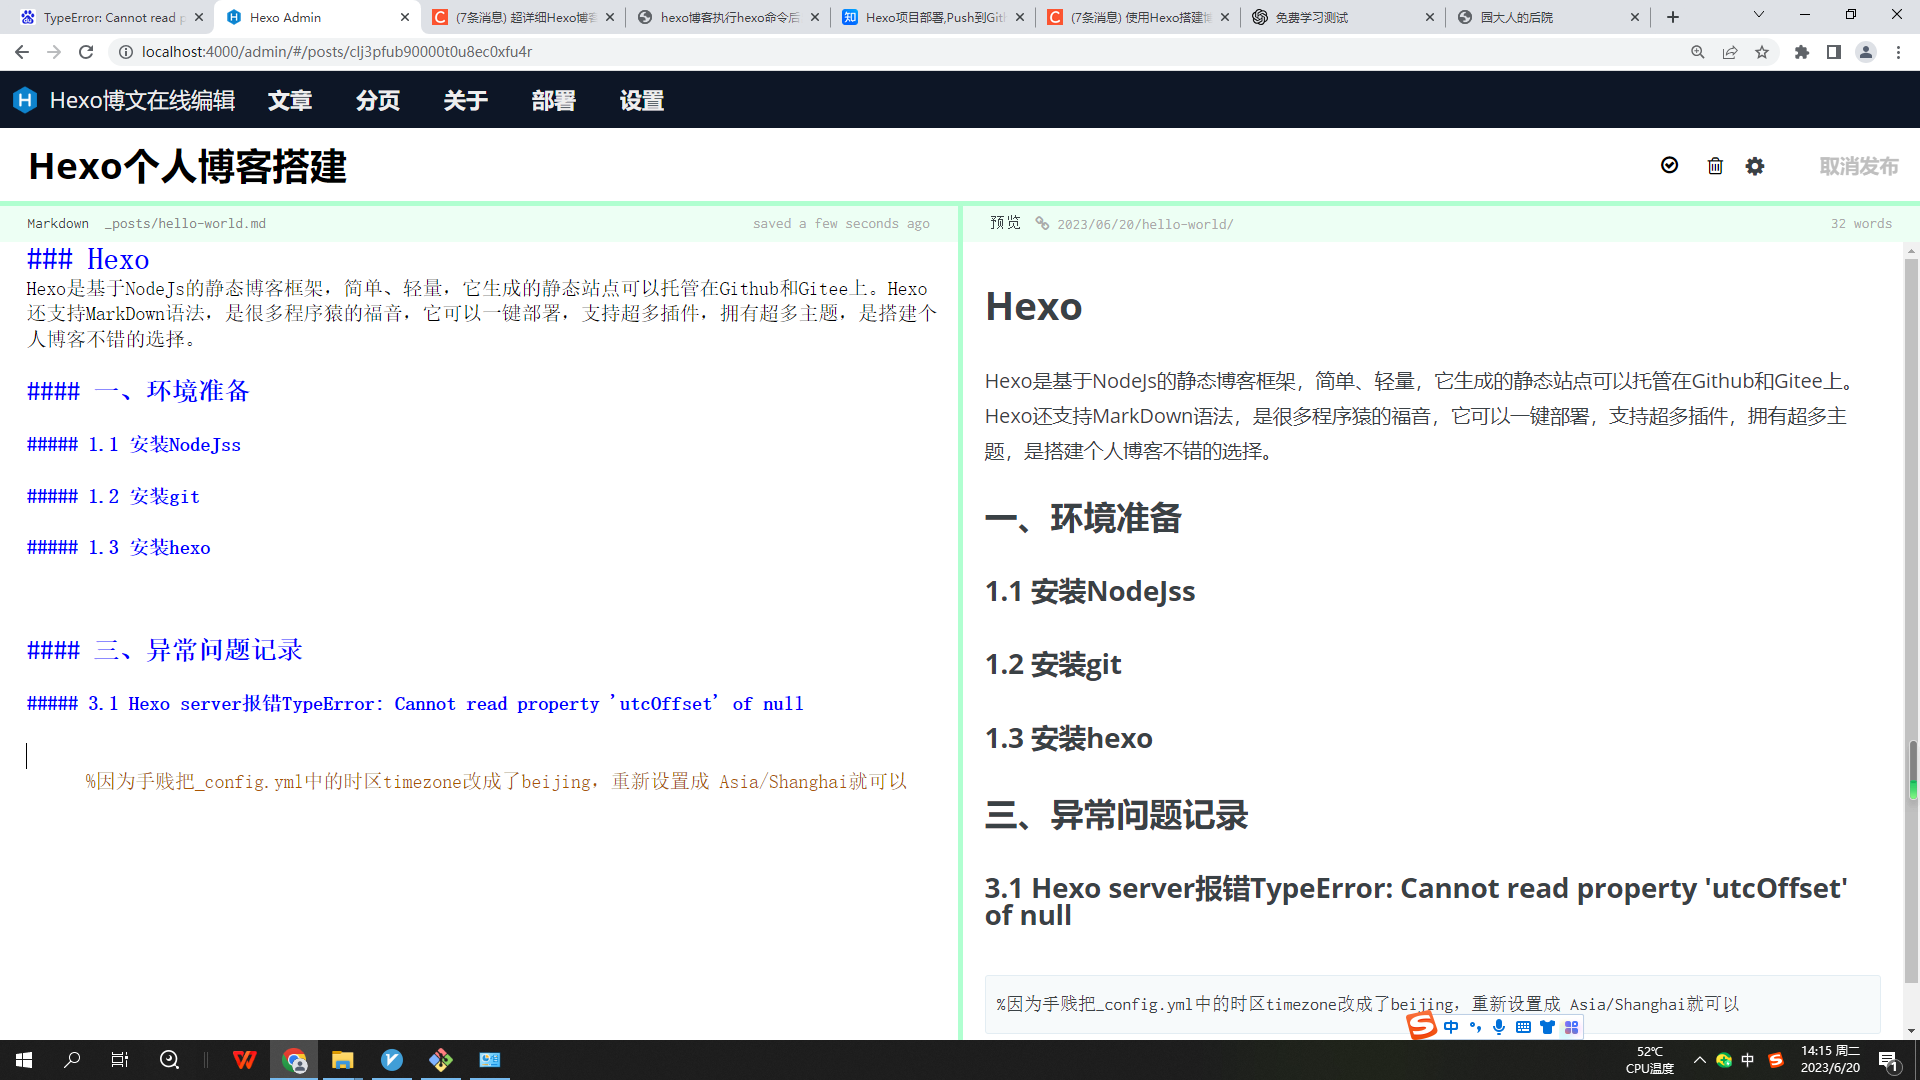 TypeError: Cannot read p
Hexo Admin
(7条消息) 超详细Hexo博客
hexo博客执行hexo命令后
Hexo项目部署,Push到Git
(7条消息) 使用Hexo搭建博
免费学习测试
园大人的后院
localhost:4000/admin/#/posts/clj3pfub90000t0u8ec0xfu4r
Hexo博文在线编辑 文章 分页 关于 部署 设置
Hexo个人博客搭建
取消发布
Markdown _posts/hello-world.md saved a few seconds ago
### Hexo
Hexo是基于NodeJs的静态博客框架，简单、轻量，它生成的静态站点可以托管在Github和Gitee上。Hexo
还支持MarkDown语法，是很多程序猿的福音，它可以一键部署，支持超多插件，拥有超多主题，是搭建个
人博客不错的选择。
#### 一、环境准备
##### 1.1 安装NodeJss
##### 1.2 安装git
##### 1.3 安装hexo
#### 三、异常问题记录
##### 3.1 Hexo server报错TypeError: Cannot read property 'utcOffset' of null
%因为手贱把_config.yml中的时区timezone改成了beijing，重新设置成 Asia/Shanghai就可以
预览 2023/06/20/hello-world/ 32 words
Hexo
Hexo是基于NodeJs的静态博客框架，简单、轻量，它生成的静态站点可以托管在Github和Gitee上。
Hexo还支持MarkDown语法，是很多程序猿的福音，它可以一键部署，支持超多插件，拥有超多主
题，是搭建个人博客不错的选择。
一、环境准备
1.1 安装NodeJss
1.2 安装git
1.3 安装hexo
三、异常问题记录
3.1 Hexo server报错TypeError: Cannot read property 'utcOffset'
of null
%因为手贱把_config.yml中的时区timezone改成了beijing，重新设置成 Asia/Shanghai就可以
中
52℃
CPU温度
中
14:15 周二
2023/6/20
1